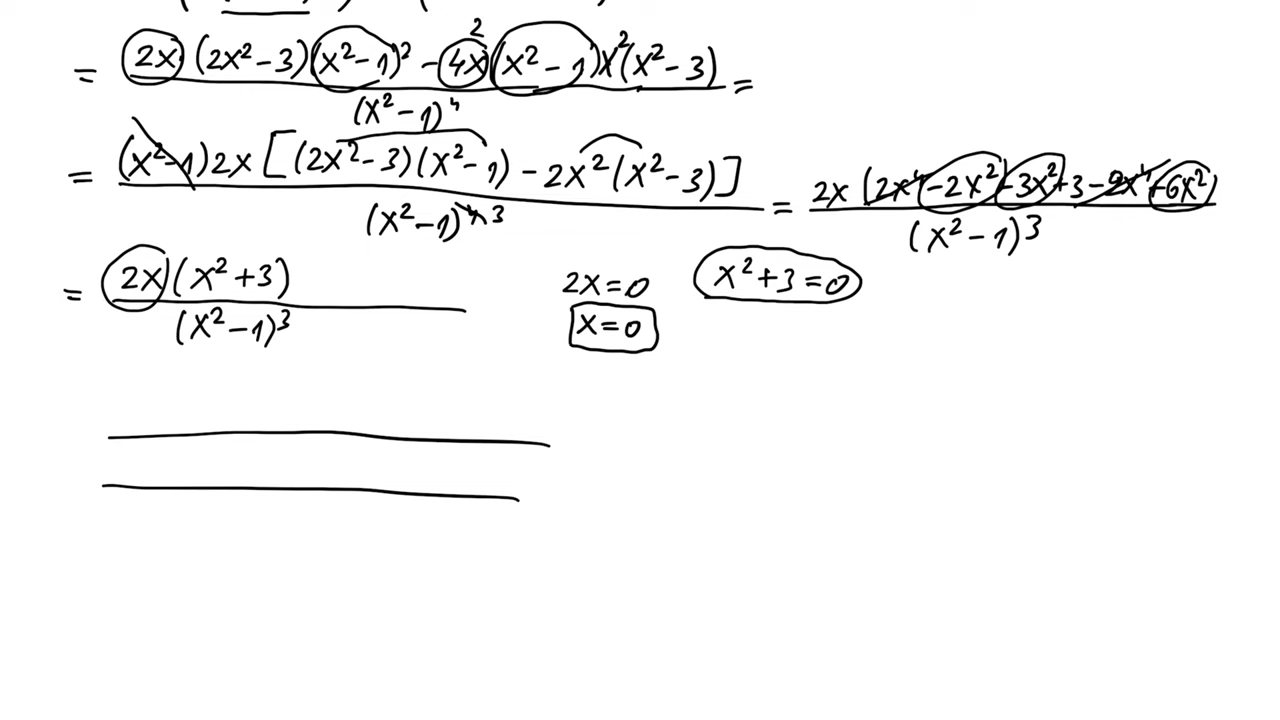 = 2x (2x² - 3)(x² - 1)² - 4x (x² - 1) x² (x² - 3) / (x² - 1)⁴ =
= (x² - 1) 2x [(2x² - 3)(x² - 1) - 2x² (x² - 3)] / (x² - 1)⁴ ³ = 2x (2x⁴ - 2x² - 3x² + 3 - 2x⁴ + 6x²) / (x² - 1)³
= 2x (x² + 3) / (x² - 1)³ 2x = 0 x² + 3 = 0
x = 0